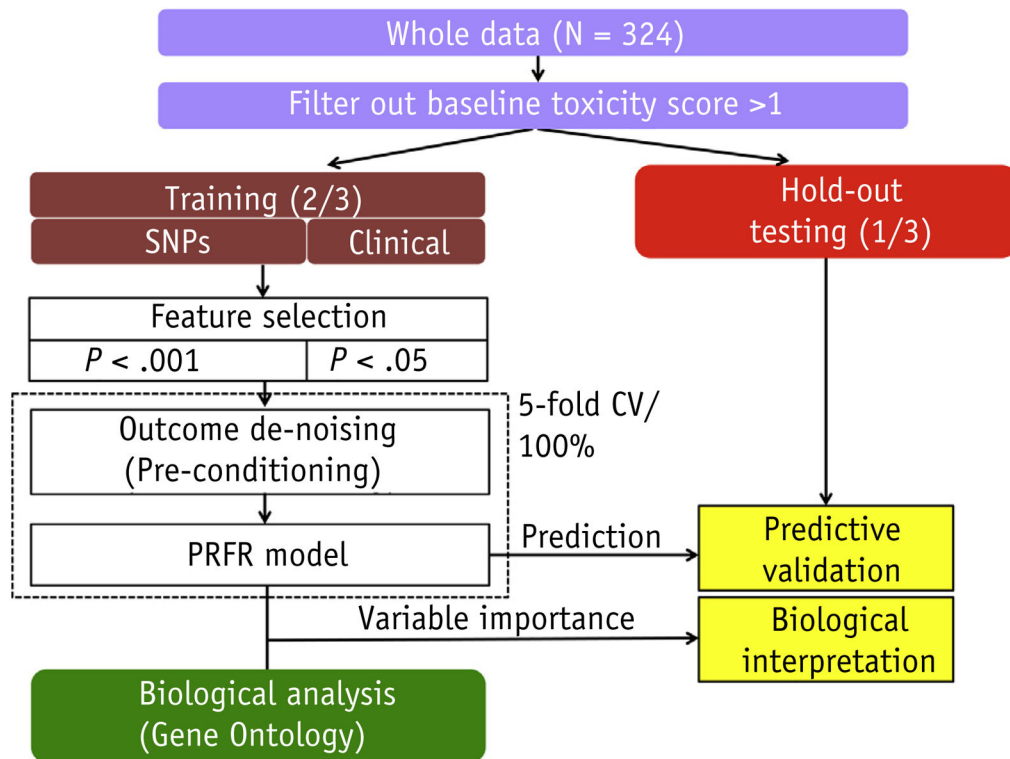 Whole data (N = 324)
Filter out baseline toxicity score >1
Training (2/3)
SNPs
Clinical
Hold-out
testing (1/3)
Feature selection
P < .001
P < .05
5-fold CV/
100%
Outcome de-noising
(Pre-conditioning)
PRFR model
Prediction
Predictive
validation
Variable importance
Biological
interpretation
Biological analysis
(Gene Ontology)